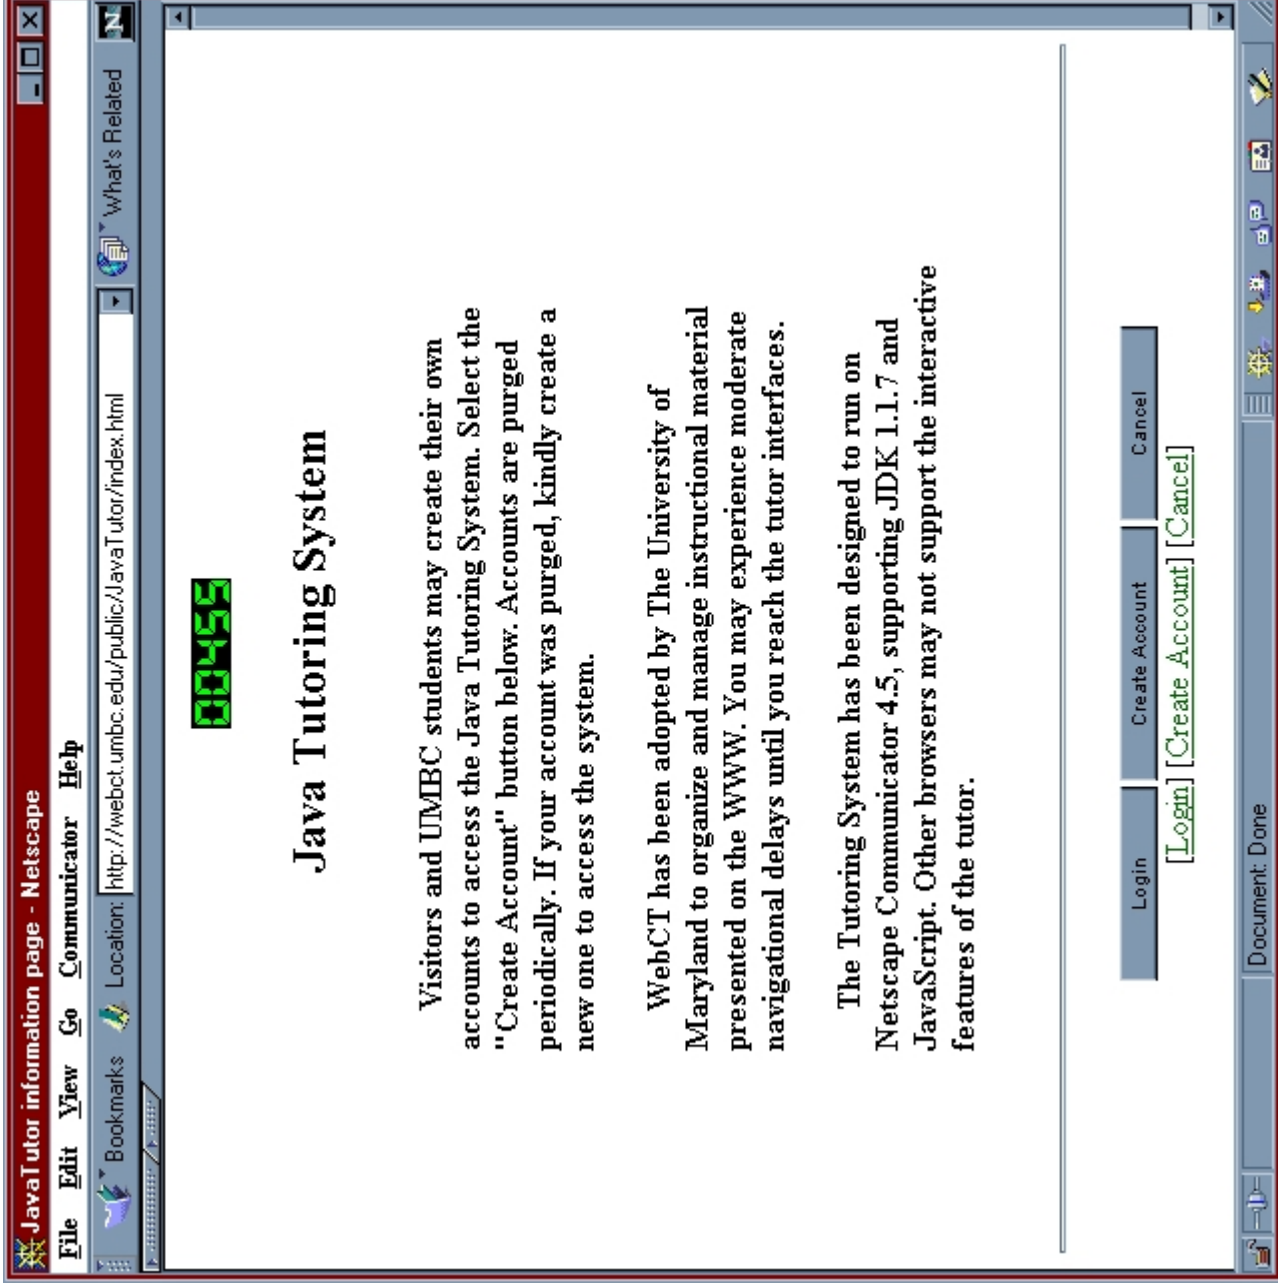 JavaTutor information page - Netscape
File Edit View Go Communicator Help
Bookmarks Location: http://webct.umbc.edu/public/JavaTutor/index.html What's Related N
00455
Java Tutoring System
Visitors and UMBC students may create their own
accounts to access the Java Tutoring System. Select the
"Create Account" button below. Accounts are purged
periodically. If your account was purged, kindly create a
new one to access the system.
WebCT has been adopted by The University of
Maryland to organize and manage instructional material
presented on the WWW. You may experience moderate
navigational delays until you reach the tutor interfaces.
The Tutoring System has been designed to run on
Netscape Communicator 4.5, supporting JDK 1.1.7 and
JavaScript. Other browsers may not support the interactive
features of the tutor.
Login Create Account Cancel
[Login] [Create Account] [Cancel]
Document: Done